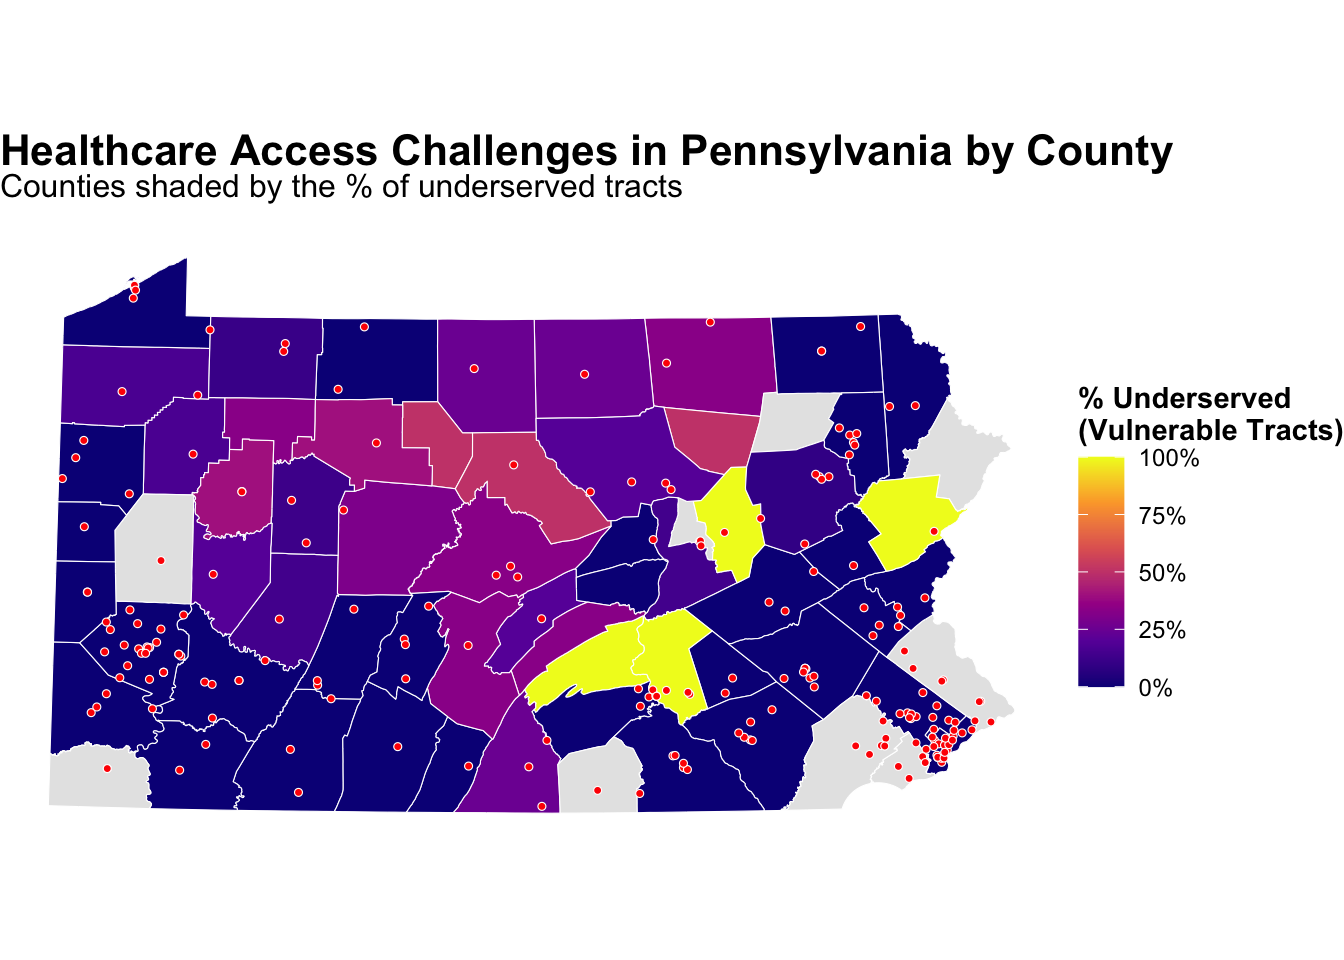 Healthcare Access Challenges in Pennsylvania by County
Counties shaded by the % of underserved tracts
% Underserved
(Vulnerable Tracts)
100%
75%
50%
25%
0%